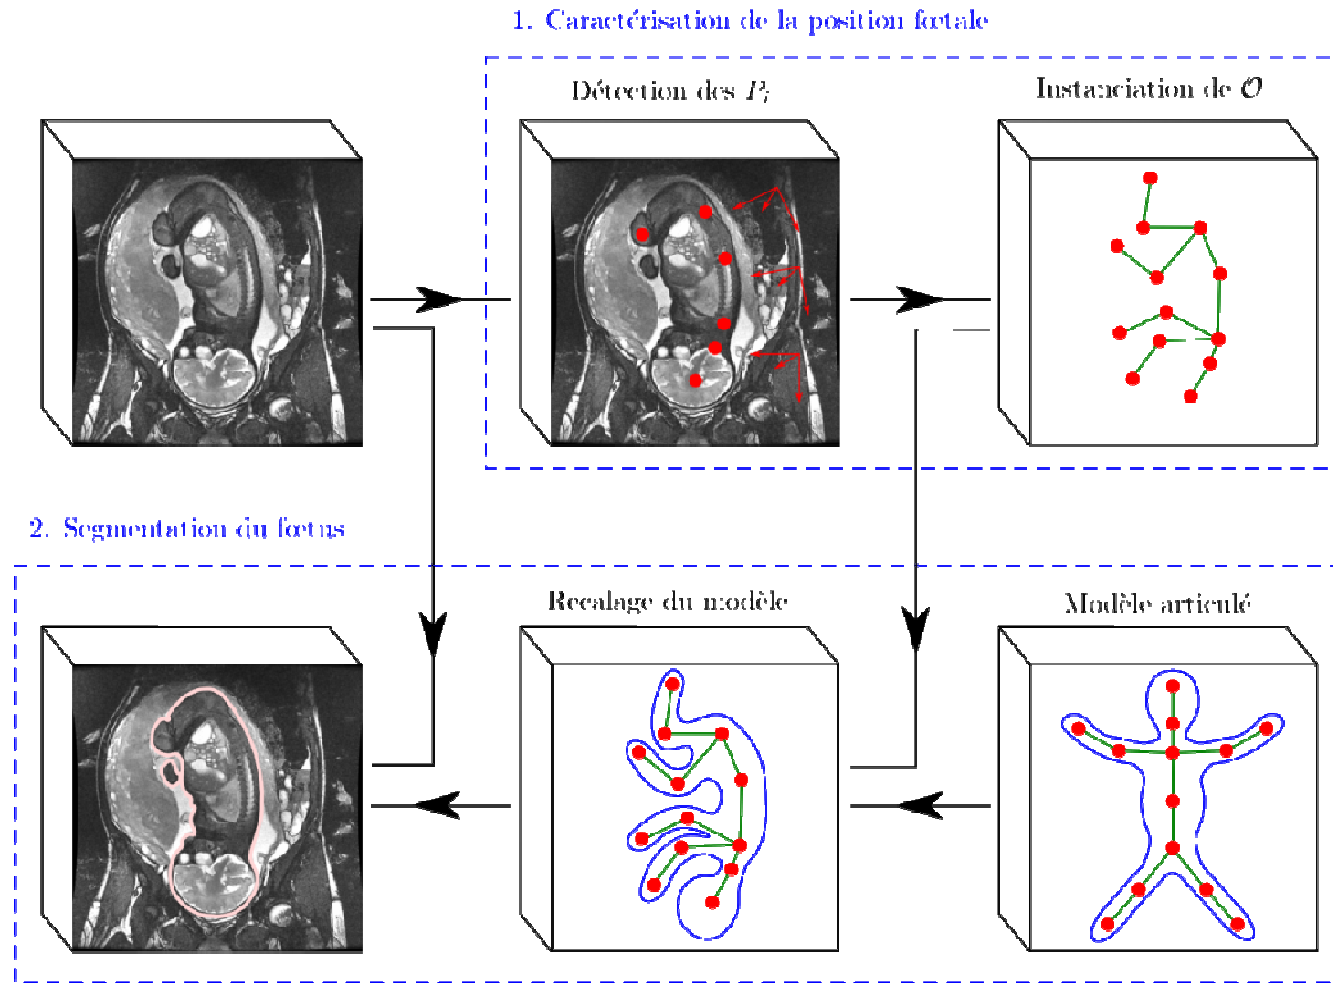 1. Caractérisation de la position fœtale
Détection des Pᵢ
Instanciation de 𝒪
2. Segmentation du fœtus
Recalage du modèle
Modèle articulé